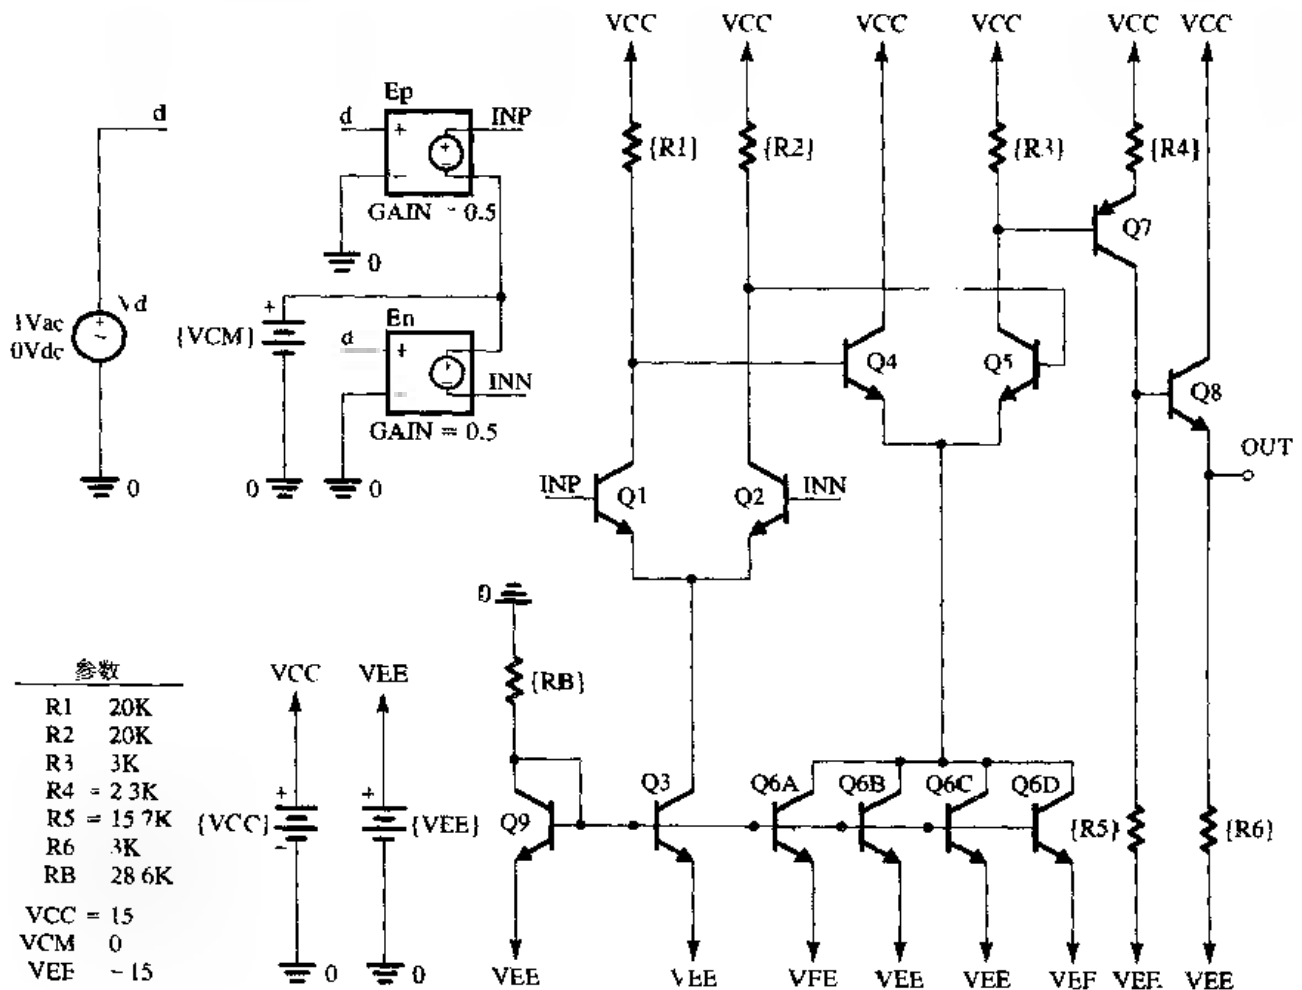 VCC
VCC
VCC
VCC
VCC
VCC
d
Ep
d
INP
+
{R1}
{R2}
{R3}
{R4}
GAIN - 0.5
Q7
0
Vd
+
1Vac
0Vdc
{VCM}
En
d
+
INN
GAIN = 0.5
Q4
Q5
Q8
OUT
0
0
0
INP
Q1
Q2
INN
0
{RB}
参数
R1 20K
R2 20K
R3 3K
R4 = 2 3K
R5 = 15 7K
R6 3K
RB 28 6K
VCC = 15
VCM 0
VEE -15
VCC
VEE
+
+
{VCC}
{VEE}
-
0
0
Q9
Q3
Q6A
Q6B
Q6C
Q6D
{R5}
{R6}
VEE
VEE
VEE
VEE
VEE
VEE
VEE
VEE